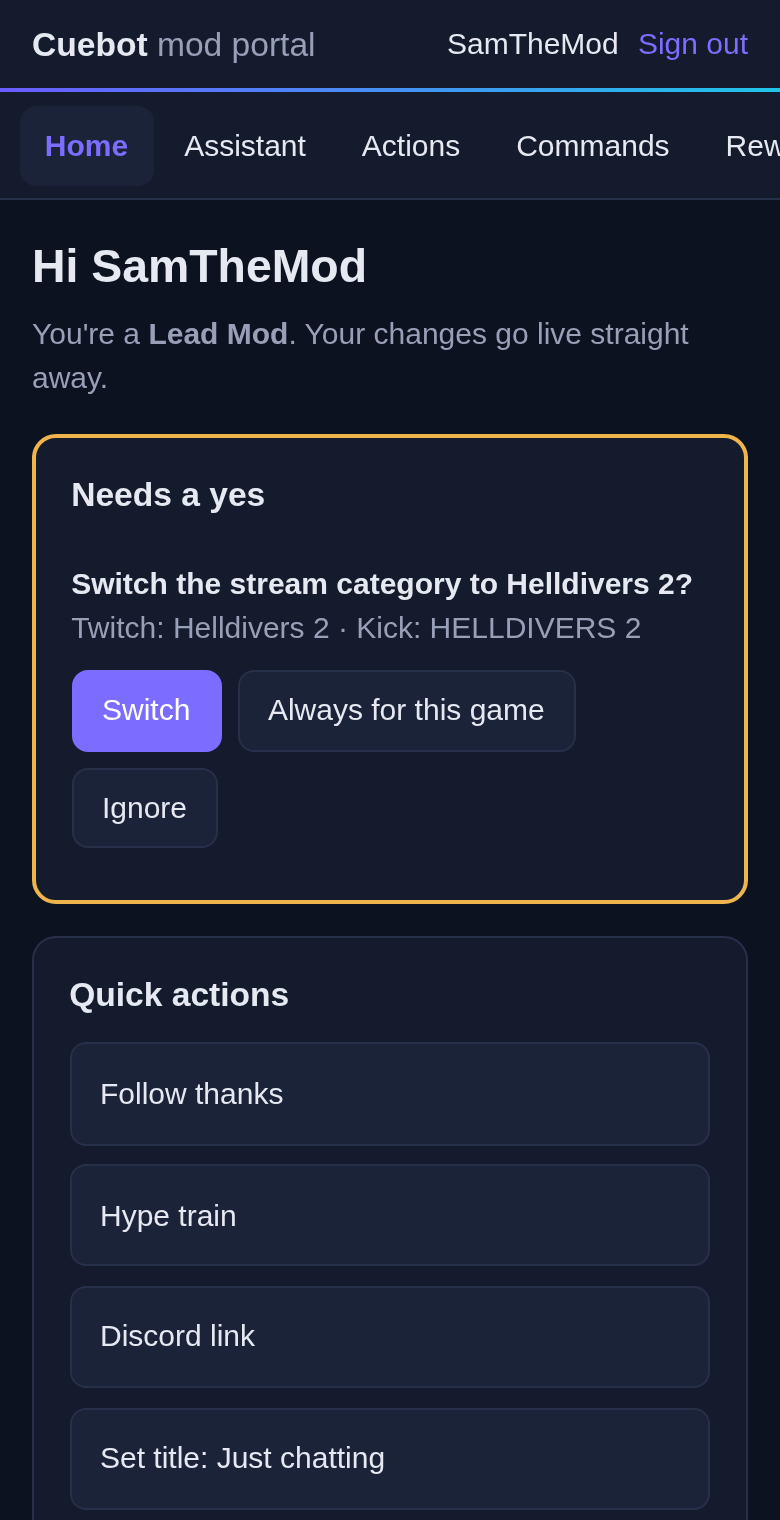 Cuebot mod portal SamTheMod Sign out
Home Assistant Actions Commands Rew
Hi SamTheMod
You're a Lead Mod. Your changes go live straight
away.
Needs a yes
Switch the stream category to Helldivers 2?
Twitch: Helldivers 2 · Kick: HELLDIVERS 2
Switch Always for this game
Ignore
Quick actions
Follow thanks
Hype train
Discord link
Set title: Just chatting